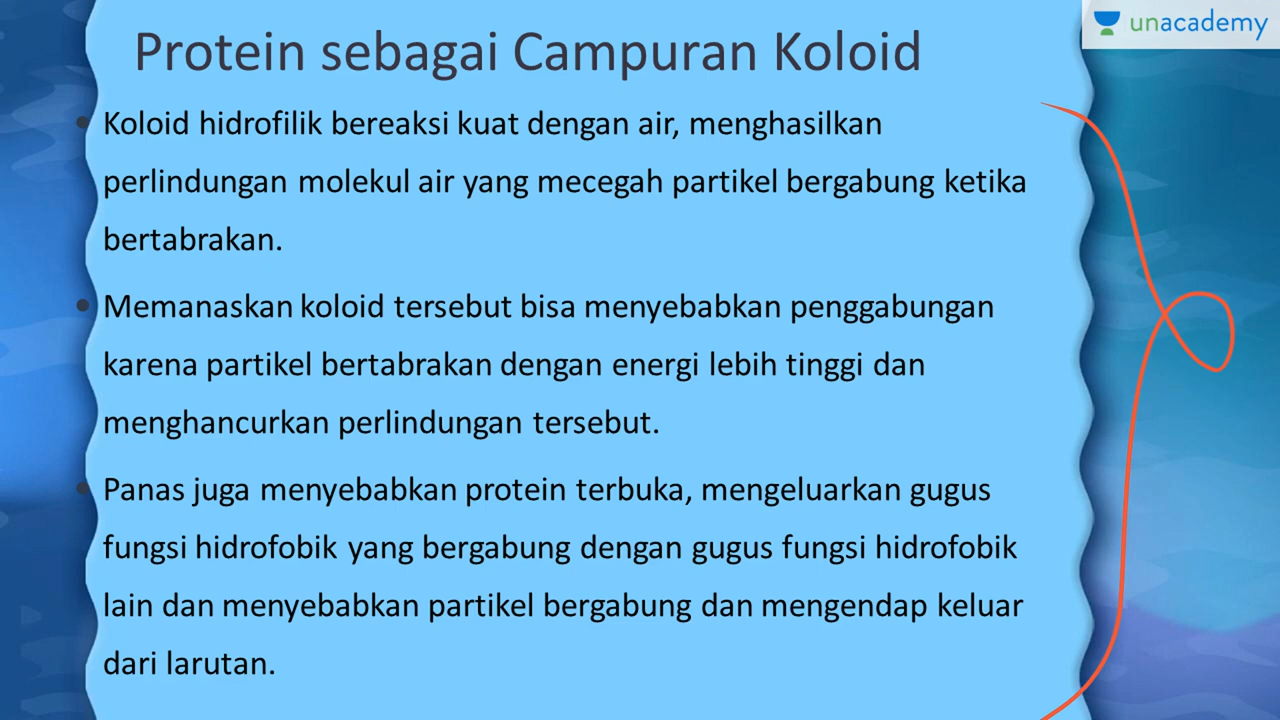 unacademy
Protein sebagai Campuran Koloid
• Koloid hidrofilik bereaksi kuat dengan air, menghasilkan
perlindungan molekul air yang mecegah partikel bergabung ketika
bertabrakan.
• Memanaskan koloid tersebut bisa menyebabkan penggabungan
karena partikel bertabrakan dengan energi lebih tinggi dan
menghancurkan perlindungan tersebut.
• Panas juga menyebabkan protein terbuka, mengeluarkan gugus
fungsi hidrofobik yang bergabung dengan gugus fungsi hidrofobik
lain dan menyebabkan partikel bergabung dan mengendap keluar
dari larutan.